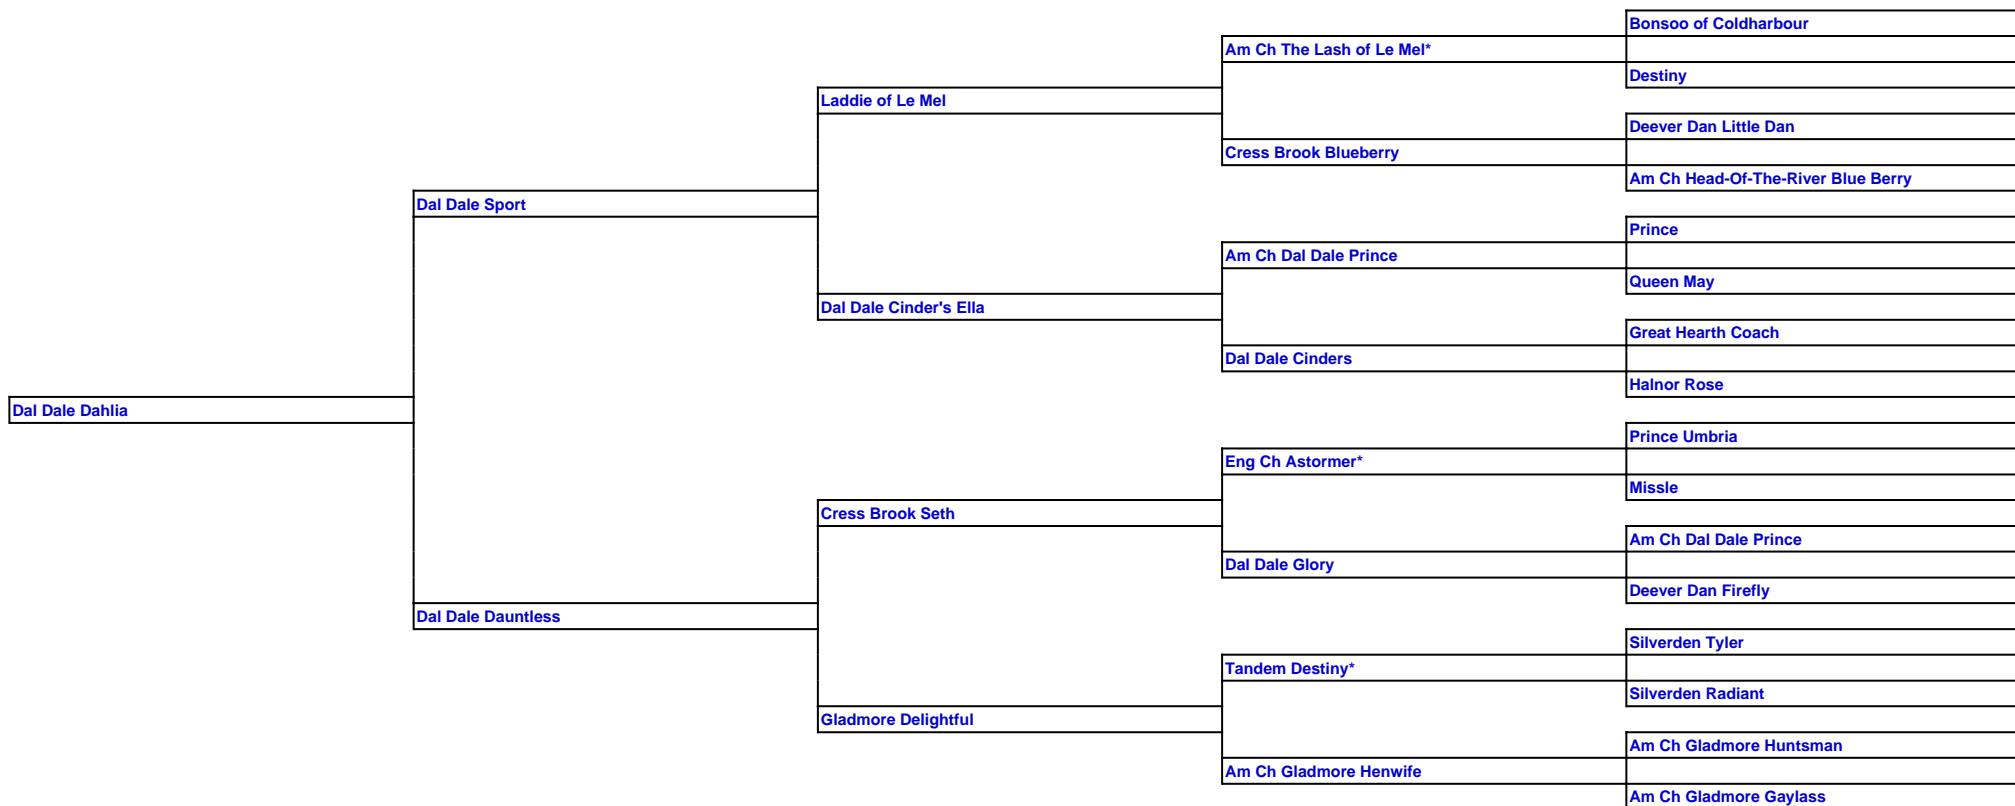 Bonsoo of Coldharbour
Am Ch The Lash of Le Mel*
Destiny
Laddie of Le Mel
Deever Dan Little Dan
Cress Brook Blueberry
Am Ch Head-Of-The-River Blue Berry
Dal Dale Sport
Prince
Am Ch Dal Dale Prince
Queen May
Dal Dale Cinder's Ella
Great Hearth Coach
Dal Dale Cinders
Halnor Rose
Dal Dale Dahlia
Prince Umbria
Eng Ch Astormer*
Missle
Cress Brook Seth
Am Ch Dal Dale Prince
Dal Dale Glory
Deever Dan Firefly
Dal Dale Dauntless
Silverden Tyler
Tandem Destiny*
Silverden Radiant
Gladmore Delightful
Am Ch Gladmore Huntsman
Am Ch Gladmore Henwife
Am Ch Gladmore Gaylass